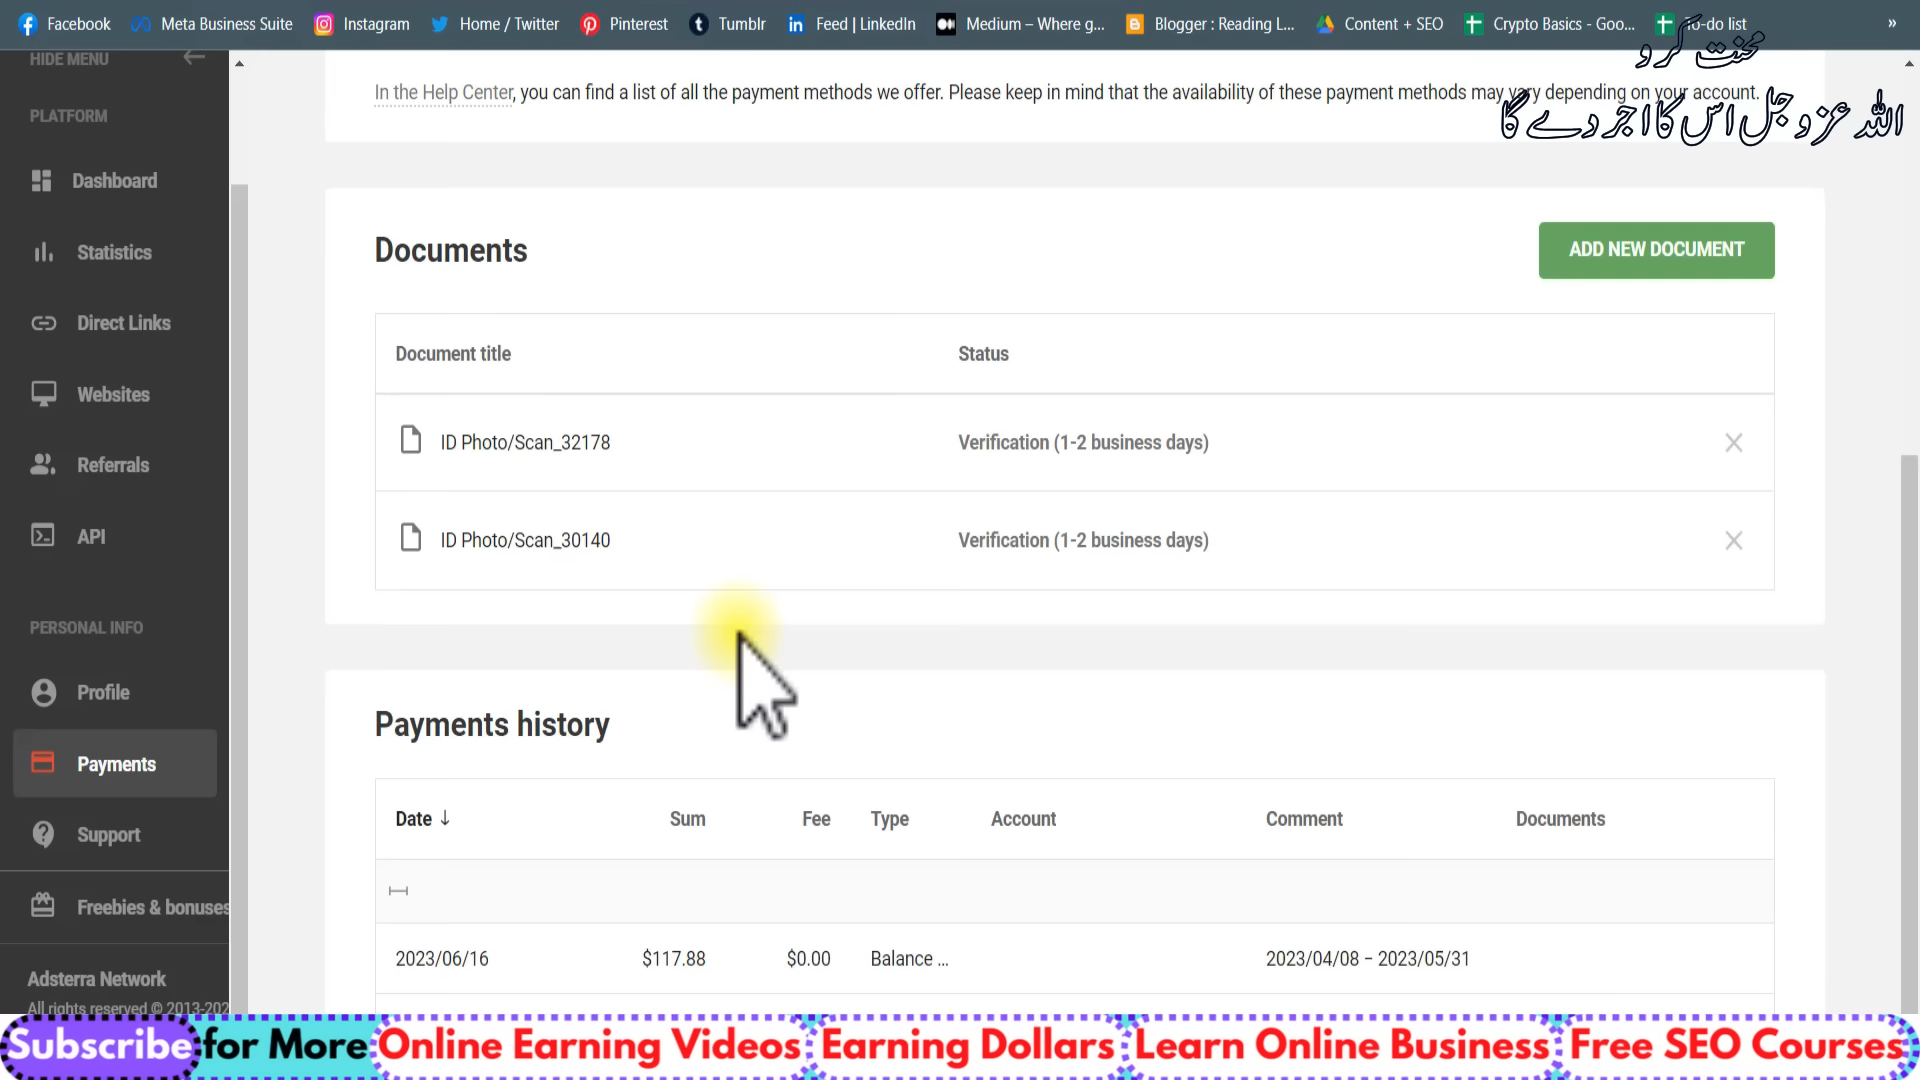 Facebook Meta Business Suite Instagram Home / Twitter Pinterest Tumblr Feed | LinkedIn Medium – Where g... Blogger : Reading L... Content + SEO Crypto Basics - Goo... To-do list »
محنت کرو
اللہ عزوجل اس کا اجر دے گا
HIDE MENU
PLATFORM
Dashboard
Statistics
Direct Links
Websites
Referrals
API
PERSONAL INFO
Profile
Payments
Support
Freebies & bonuses
Adsterra Network
All rights reserved © 2013-202
In the Help Center, you can find a list of all the payment methods we offer. Please keep in mind that the availability of these payment methods may vary depending on your account.
Documents
ADD NEW DOCUMENT
Document title Status
ID Photo/Scan_32178 Verification (1-2 business days)
ID Photo/Scan_30140 Verification (1-2 business days)
Payments history
Date ↓ Sum Fee Type Account Comment Documents
2023/06/16 $117.88 $0.00 Balance ... 2023/04/08 – 2023/05/31
Subscribe for More Online Earning Videos Earning Dollars Learn Online Business Free SEO Courses